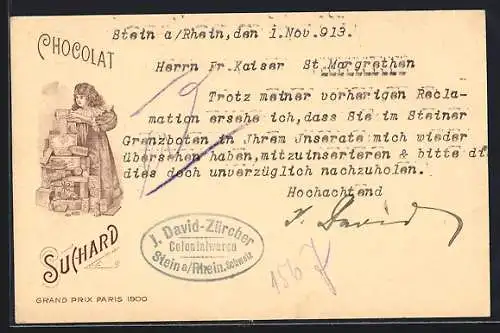 Stein a/Rhein, den 1.Nov.913.
CHOCOLAT
Herrn Fr.Kaiser St.Margrethen
Trotz meiner vorherigen Recla-
mation ersehe ich,dass Sie im Steiner
Grenzboten in Ihrem Inserate mich wieder
übersehen haben,mitzuinserieren & bitte
dies doch unverzüglich nachzuholen.
Hochachtend
J. David
J. David-Zürcher
Colonialwaren
Stein a/Rhein. Schweiz
SUCHARD
GRAND PRIX PARIS 1900